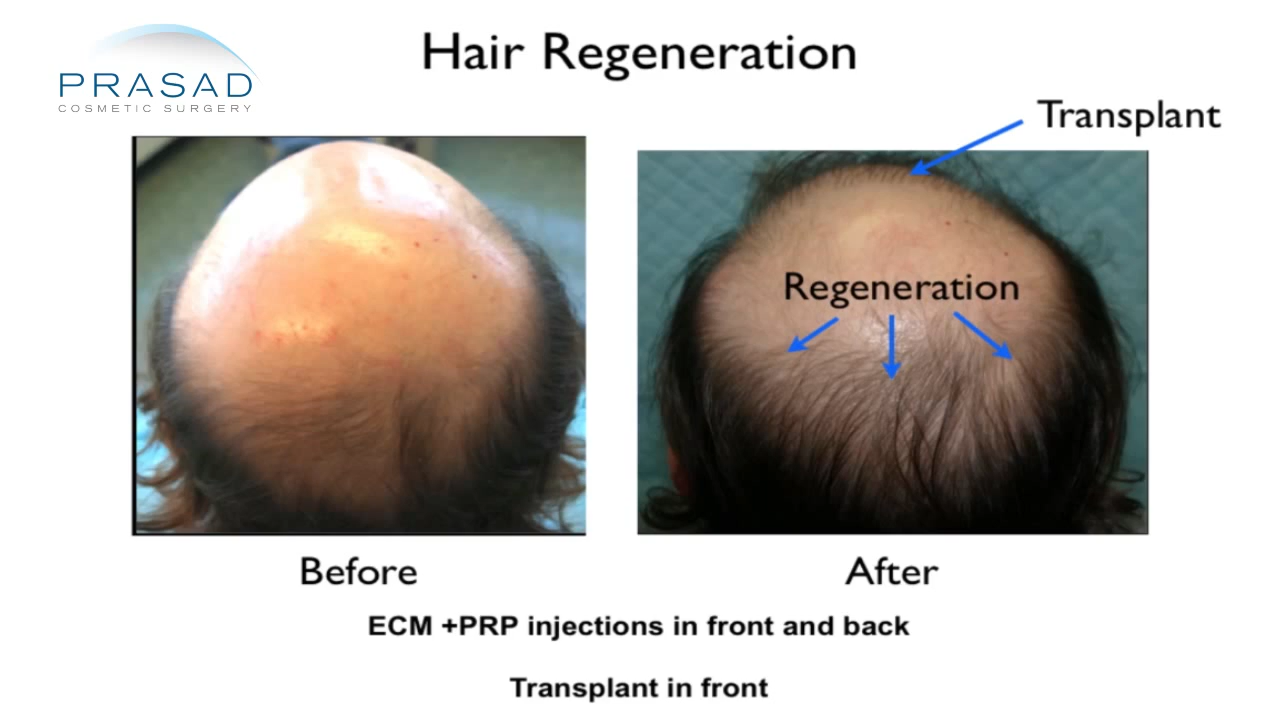 PRASAD
COSMETIC SURGERY
Hair Regeneration
Transplant
Regeneration
Before
After
ECM +PRP injections in front and back
Transplant in front